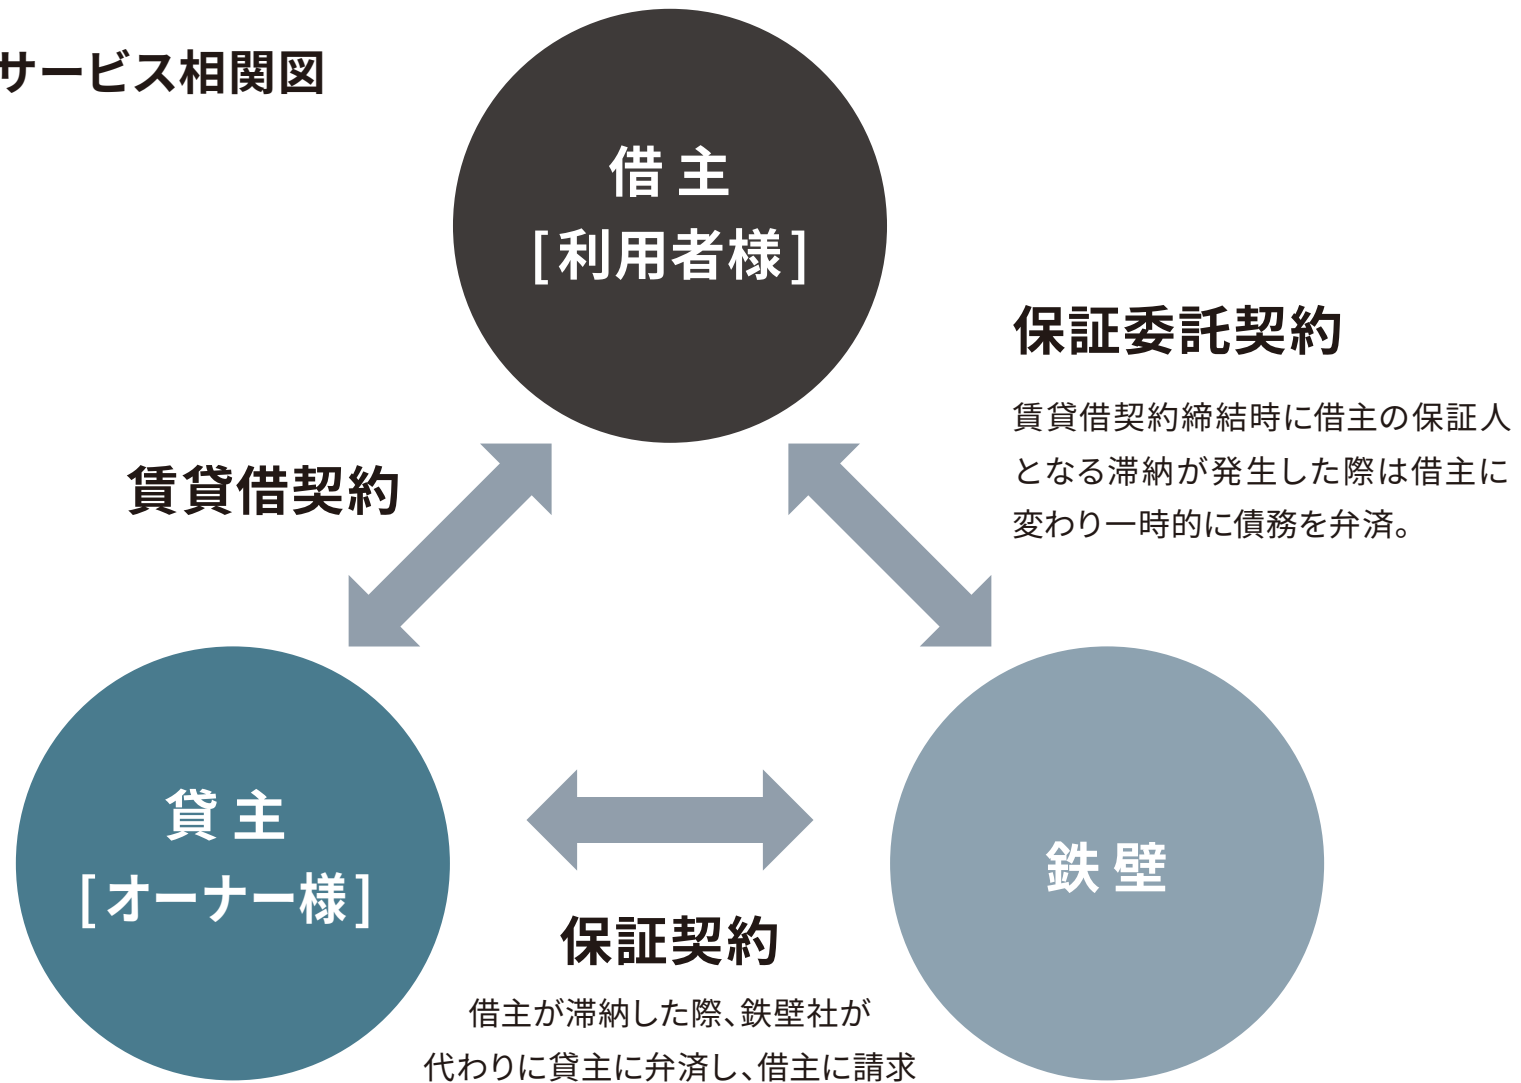 サービス相関図
借主
[利用者様]
保証委託契約
賃貸借契約締結時に借主の保証人
となる滞納が発生した際は借主に
変わり一時的に債務を弁済。
賃貸借契約
貸主
[オーナー様]
鉄壁
保証契約
借主が滞納した際、鉄壁社が
代わりに貸主に弁済し、借主に請求